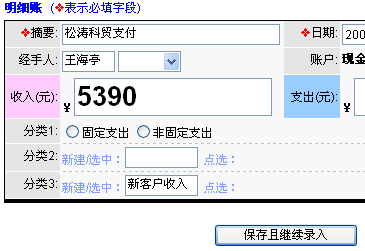 明细账 (❖表示必填字段)
❖摘要: 松涛科贸支付 ❖日期: 200
经手人: 王海亭 账户: 现金
收入(元): ¥ 5390 支出(元): ¥
分类1: 固定支出 非固定支出
分类2: 新建/选中: 点选:
分类3: 新建/选中: 新客户收入 点选:
保存且继续录入